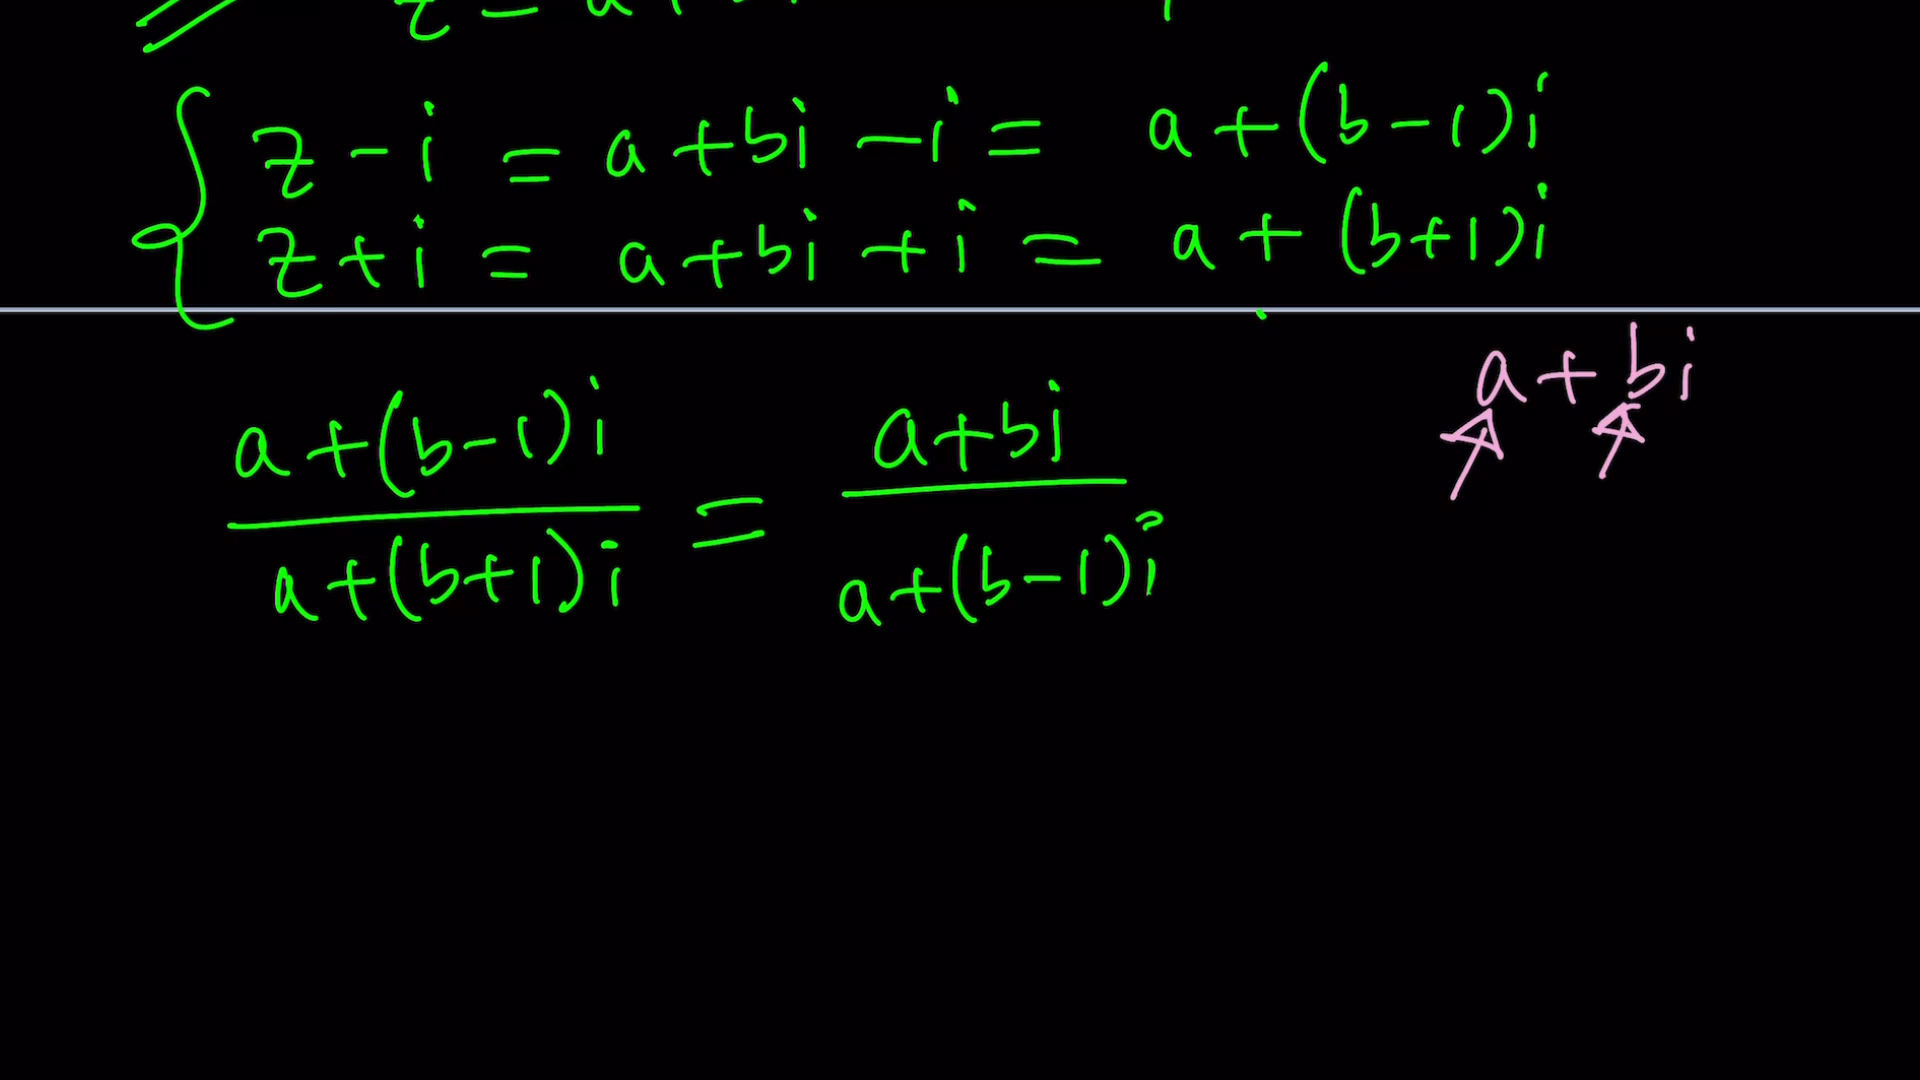 z - i = a + bi - i = a + (b-1)i
z + i = a + bi + i = a + (b+1)i
a + bi
a + (b-1)i / a + (b+1)i = a + bi / a + (b-1)i